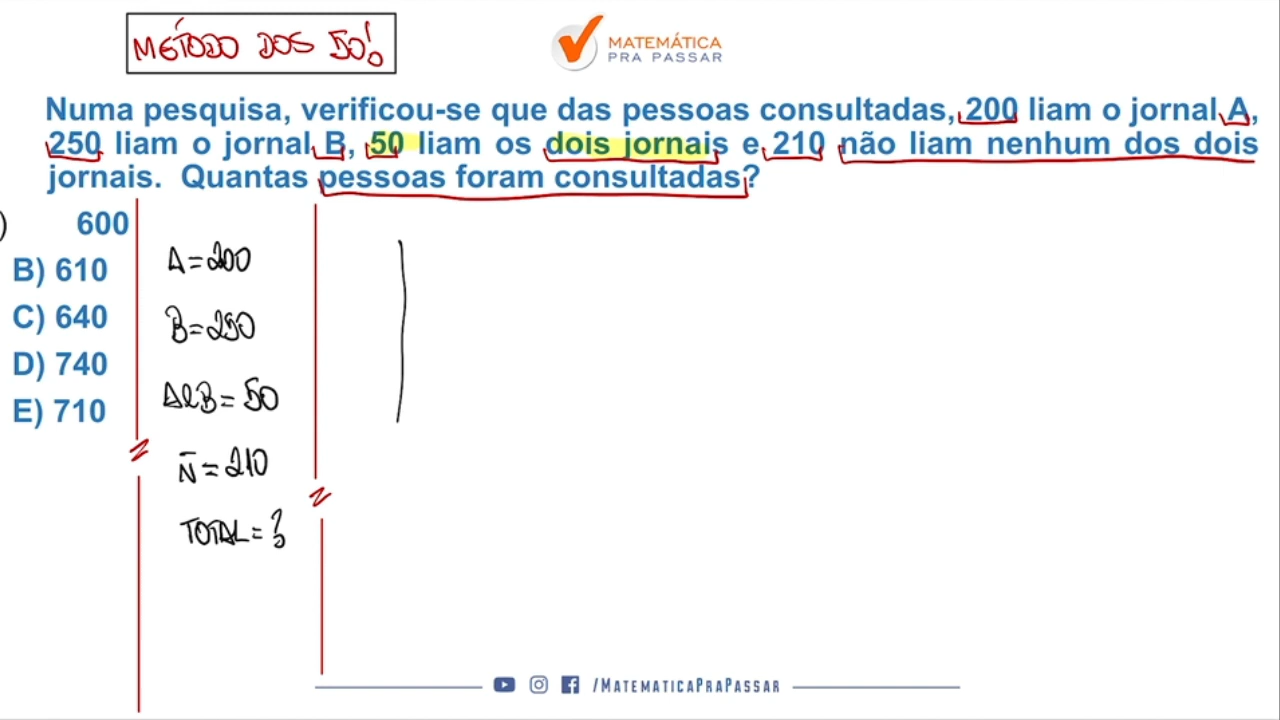 MÉTODO DOS 50!
MATEMÁTICA
PRA PASSAR
Numa pesquisa, verificou-se que das pessoas consultadas, 200 liam o jornal A,
250 liam o jornal B, 50 liam os dois jornais e 210 não liam nenhum dos dois
jornais. Quantas pessoas foram consultadas?
) 600
B) 610
C) 640
D) 740
E) 710
A=200
B=250
A&B=50
N̄=210
TOTAL=?
/MATEMATICAPRAPASSAR